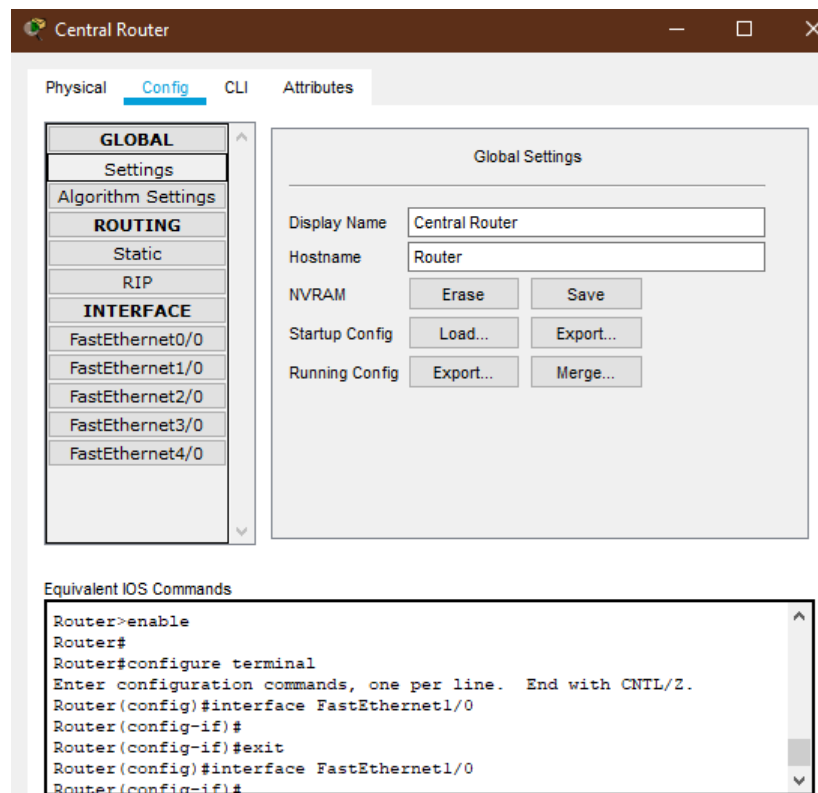 Central Router
Physical Config CLI Attributes
GLOBAL
Settings
Algorithm Settings
ROUTING
Static
RIP
INTERFACE
FastEthernet0/0
FastEthernet1/0
FastEthernet2/0
FastEthernet3/0
FastEthernet4/0
Global Settings
Display Name Central Router
Hostname Router
NVRAM Erase Save
Startup Config Load... Export...
Running Config Export... Merge...
Equivalent IOS Commands
Router>enable
Router#
Router#configure terminal
Enter configuration commands, one per line. End with CNTL/Z.
Router(config)#interface FastEthernet1/0
Router(config-if)#
Router(config-if)#exit
Router(config)#interface FastEthernet1/0
Router(config-if)#